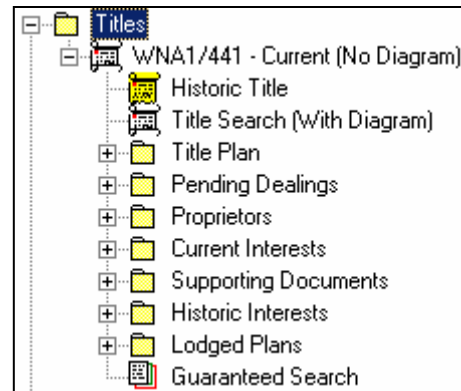 Titles
WNA1/441 - Current (No Diagram)
Historic Title
Title Search (With Diagram)
Title Plan
Pending Dealings
Proprietors
Current Interests
Supporting Documents
Historic Interests
Lodged Plans
Guaranteed Search